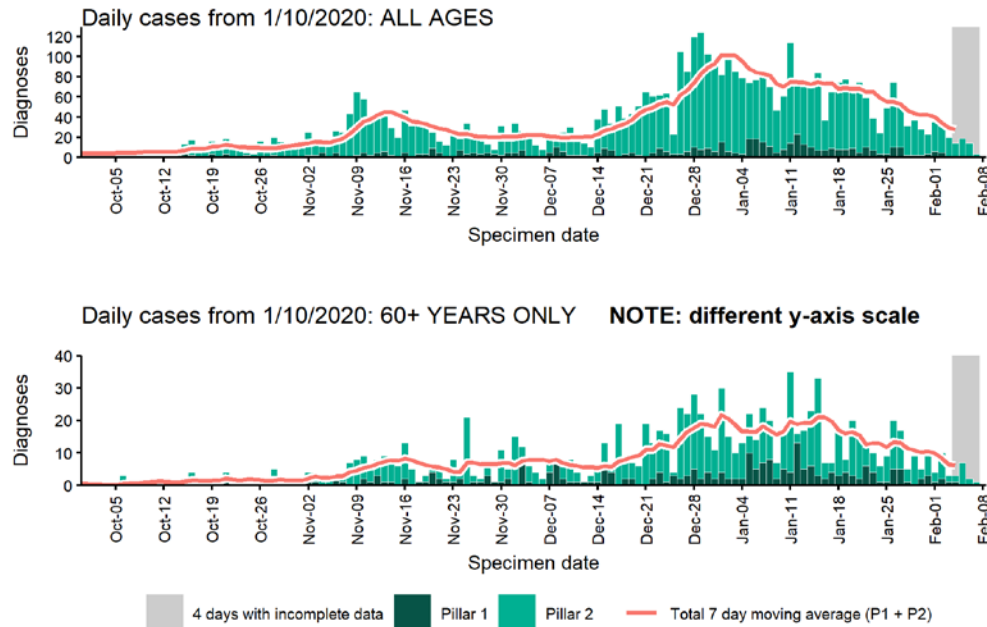 Daily cases from 1/10/2020: ALL AGES
120
100
80
60
40
20
0
Diagnoses
Oct-05 Oct-12 Oct-19 Oct-26 Nov-02 Nov-09 Nov-16 Nov-23 Nov-30 Dec-07 Dec-14 Dec-21 Dec-28 Jan-04 Jan-11 Jan-18 Jan-25 Feb-01 Feb-08
Specimen date
Daily cases from 1/10/2020: 60+ YEARS ONLY NOTE: different y-axis scale
40
30
20
10
0
Diagnoses
Oct-05 Oct-12 Oct-19 Oct-26 Nov-02 Nov-09 Nov-16 Nov-23 Nov-30 Dec-07 Dec-14 Dec-21 Dec-28 Jan-04 Jan-11 Jan-18 Jan-25 Feb-01 Feb-08
Specimen date
4 days with incomplete data Pillar 1 Pillar 2 Total 7 day moving average (P1 + P2)